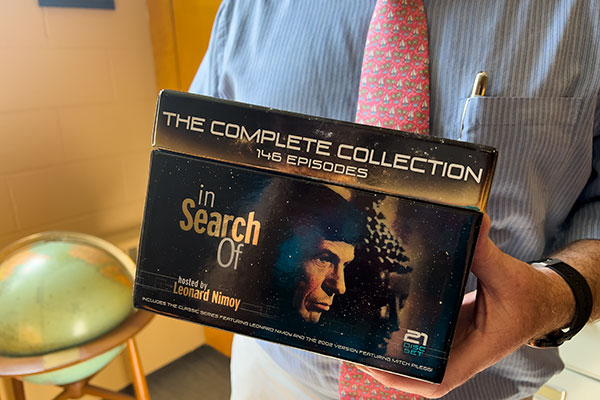 THE COMPLETE COLLECTION
146 EPISODES
in
Search
Of
hosted by
Leonard Nimoy
INCLUDES THE CLASSIC SERIES FEATURING LEONARD NIMOY AND THE 2002 VERSION FEATURING MITCH PILEGGI
21
DISC
SET